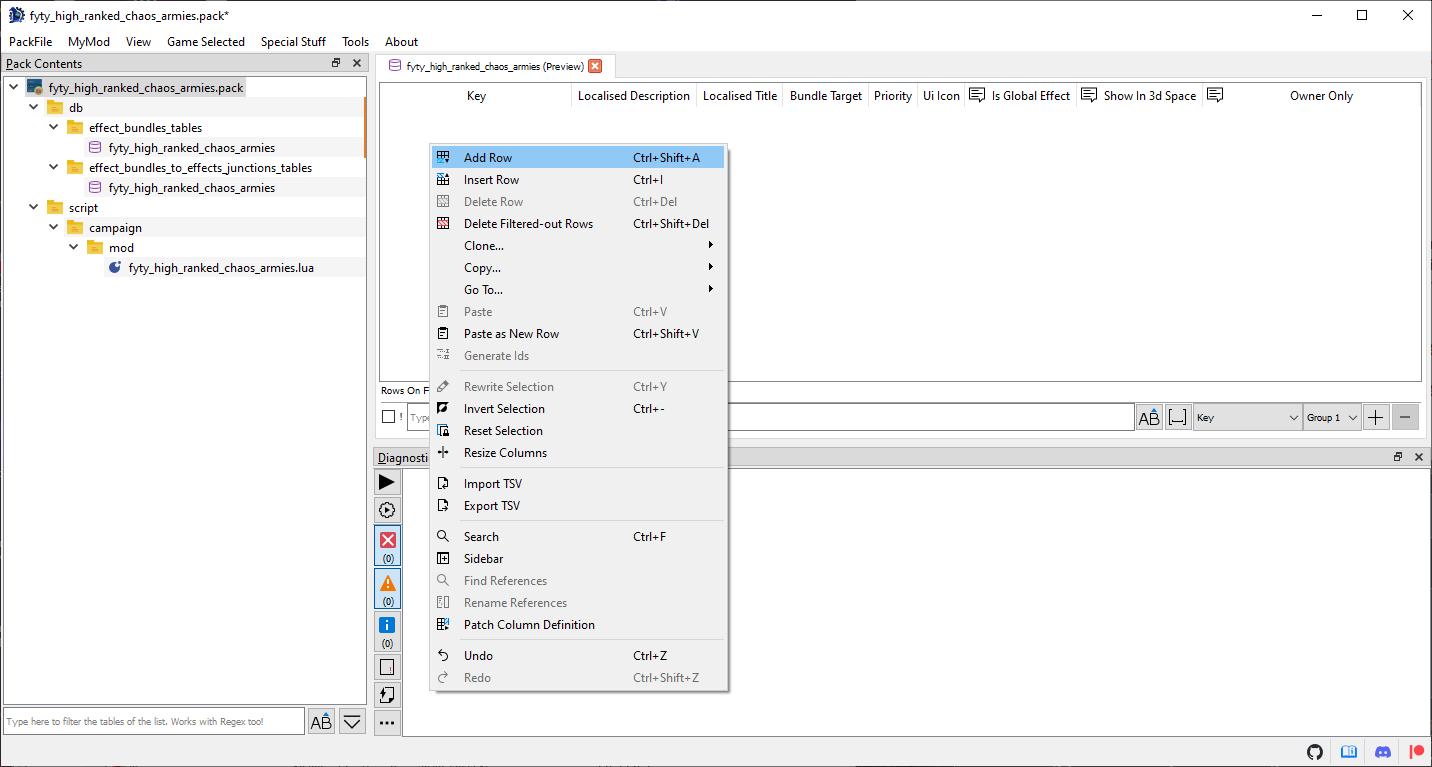 fyty_high_ranked_chaos_armies.pack*
PackFile MyMod View Game Selected Special Stuff Tools About
Pack Contents
fyty_high_ranked_chaos_armies.pack
db
effect_bundles_tables
fyty_high_ranked_chaos_armies
effect_bundles_to_effects_junctions_tables
fyty_high_ranked_chaos_armies
script
campaign
mod
fyty_high_ranked_chaos_armies.lua
Type here to filter the tables of the list. Works with Regex too!
AB
fyty_high_ranked_chaos_armies (Preview)
Key Localised Description Localised Title Bundle Target Priority Ui Icon Is Global Effect Show In 3d Space Owner Only
Add Row Ctrl+Shift+A
Insert Row Ctrl+I
Delete Row Ctrl+Del
Delete Filtered-out Rows Ctrl+Shift+Del
Clone...
Copy...
Go To...
Paste Ctrl+V
Paste as New Row Ctrl+Shift+V
Generate Ids
Rewrite Selection Ctrl+Y
Invert Selection Ctrl+-
Reset Selection
Resize Columns
Import TSV
Export TSV
Search Ctrl+F
Sidebar
Find References
Rename References
Patch Column Definition
Undo Ctrl+Z
Redo Ctrl+Shift+Z
Rows On F
! Type AB Key Group 1
Diagnosti
(0)
(0)
(0)